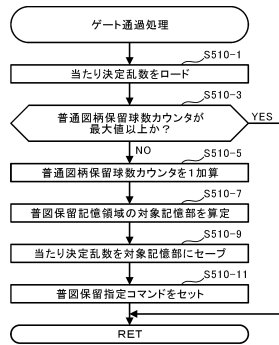 ゲート通過処理
S510-1
当たり決定乱数をロード
S510-3
普通図柄保留球数カウンタが
最大値以上か？
YES
NO
S510-5
普通図柄保留球数カウンタを1加算
S510-7
普図保留記憶領域の対象記憶部を算定
S510-9
当たり決定乱数を対象記憶部にセーブ
S510-11
普図保留指定コマンドをセット
RET